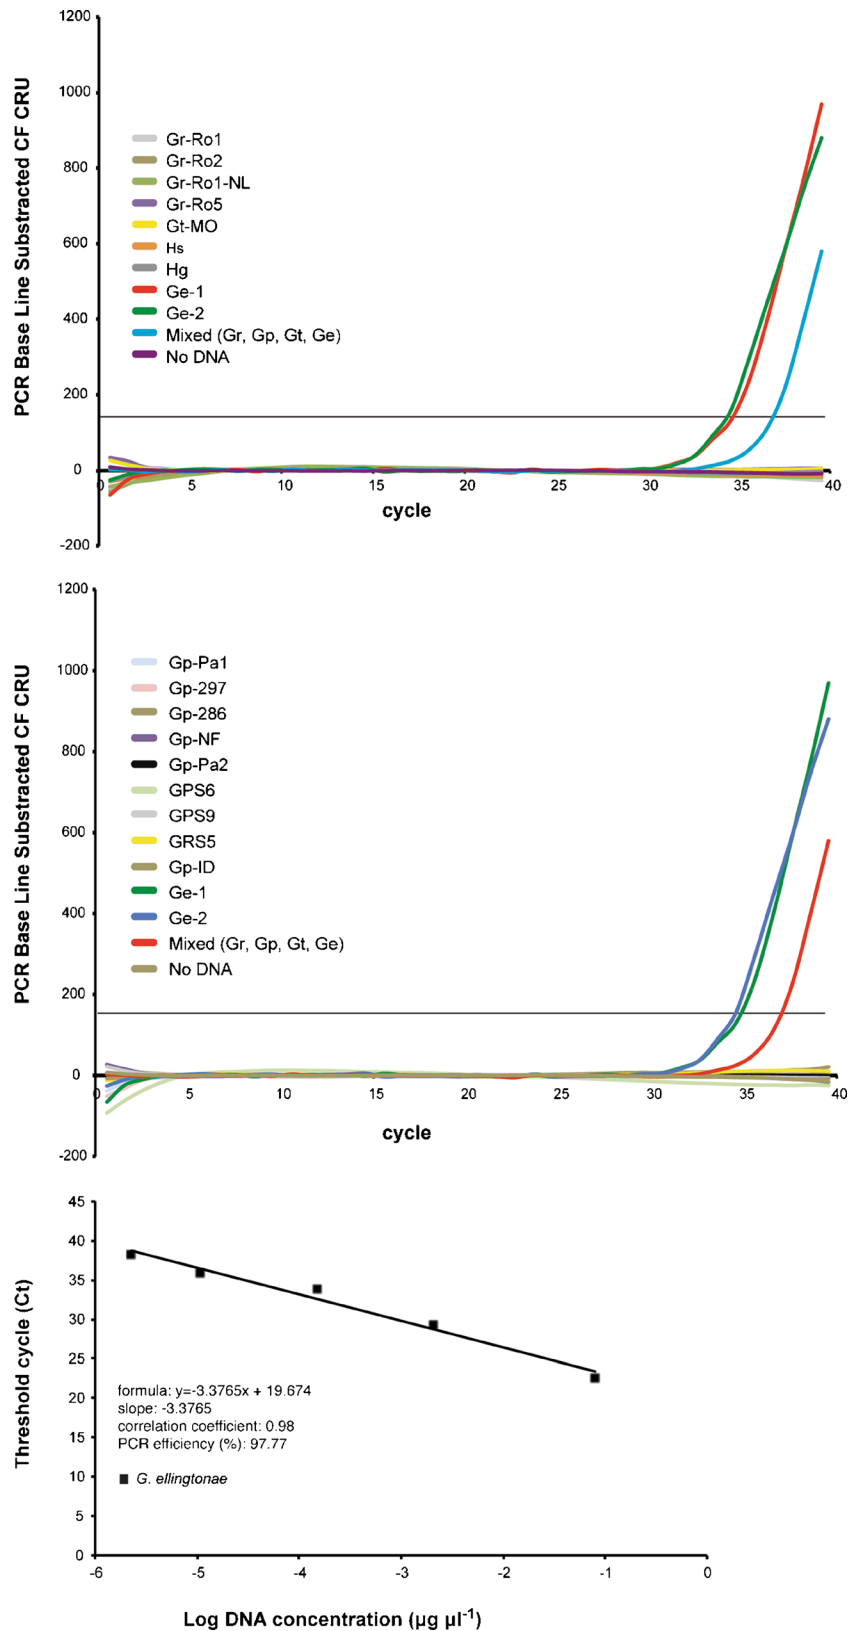 1200
1000
800
600
400
200
0
-200
PCR Base Line Substracted CF CRU
Gr-Ro1
Gr-Ro2
Gr-Ro1-NL
Gr-Ro5
Gt-MO
Hs
Hg
Ge-1
Ge-2
Mixed (Gr, Gp, Gt, Ge)
No DNA
0 5 10 15 20 25 30 35 40
cycle
1200
1000
800
600
400
200
0
-200
PCR Base Line Substracted CF CRU
Gp-Pa1
Gp-297
Gp-286
Gp-NF
Gp-Pa2
GPS6
GPS9
GRS5
Gp-ID
Ge-1
Ge-2
Mixed (Gr, Gp, Gt, Ge)
No DNA
0 5 10 15 20 25 30 35 40
cycle
45
40
35
30
25
20
15
10
5
0
Threshold cycle (Ct)
formula: y=-3.3765x + 19.674
slope: -3.3765
correlation coefficient: 0.98
PCR efficiency (%): 97.77
G. ellingtonae
-6 -5 -4 -3 -2 -1 0
Log DNA concentration (µg µl-1)